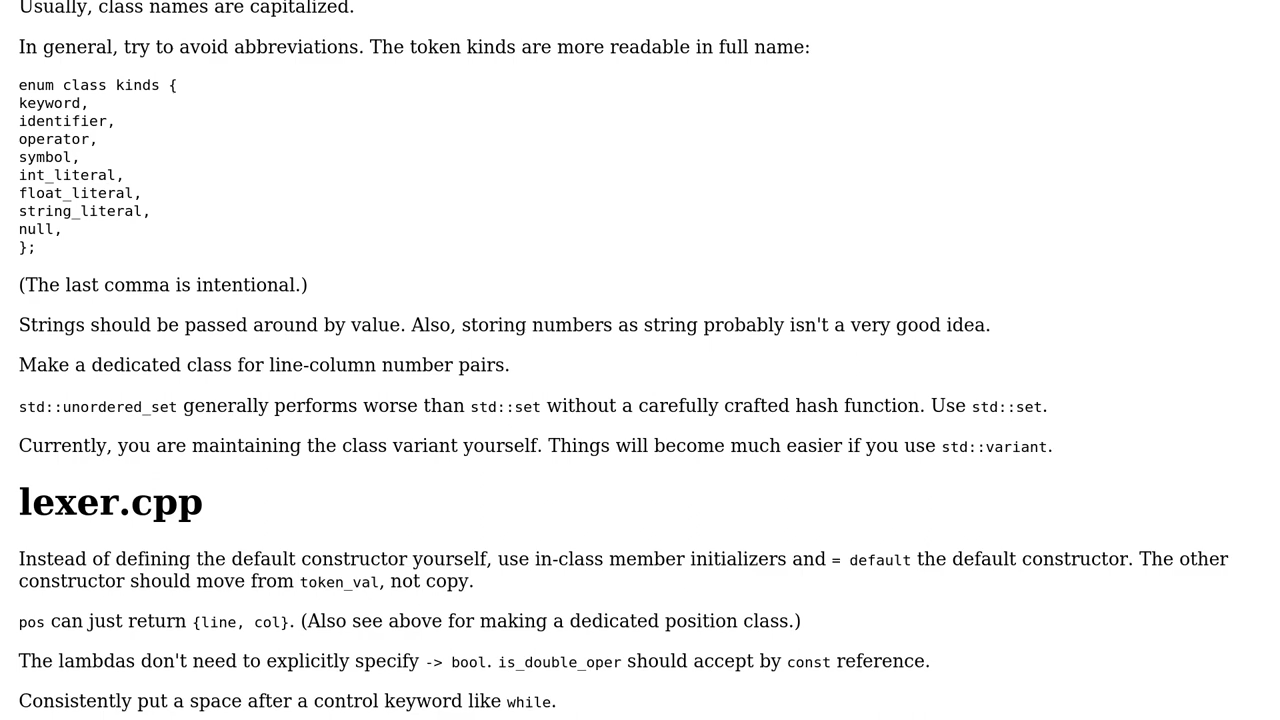 Usually, class names are capitalized.
In general, try to avoid abbreviations. The token kinds are more readable in full name:
enum class kinds {
keyword,
identifier,
operator,
symbol,
int_literal,
float_literal,
string_literal,
null,
};
(The last comma is intentional.)
Strings should be passed around by value. Also, storing numbers as string probably isn't a very good idea.
Make a dedicated class for line-column number pairs.
std::unordered_set generally performs worse than std::set without a carefully crafted hash function. Use std::set.
Currently, you are maintaining the class variant yourself. Things will become much easier if you use std::variant.
lexer.cpp
Instead of defining the default constructor yourself, use in-class member initializers and = default the default constructor. The other
constructor should move from token_val, not copy.
pos can just return {line, col}. (Also see above for making a dedicated position class.)
The lambdas don't need to explicitly specify -> bool. is_double_oper should accept by const reference.
Consistently put a space after a control keyword like while.